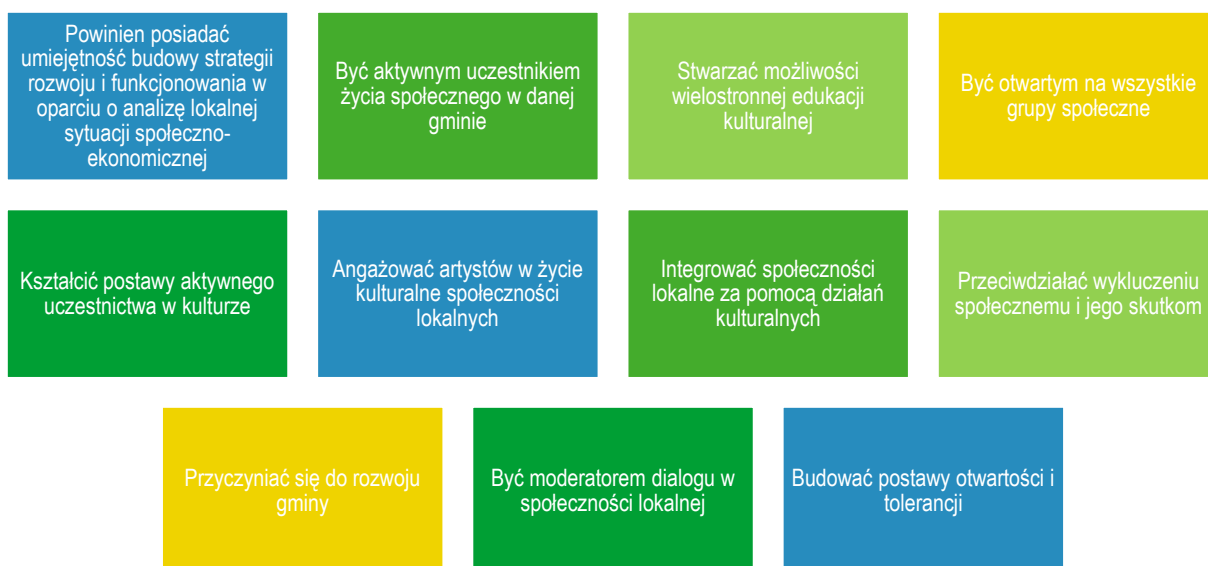 Powinien posiadać
umiejętność budowy strategii
rozwoju i funkcjonowania w
oparciu o analizę lokalnej
sytuacji społeczno-
ekonomicznej
Być aktywnym uczestnikiem
życia społecznego w danej
gminie
Stwarzać możliwości
wielostronnej edukacji
kulturalnej
Być otwartym na wszystkie
grupy społeczne
Kształcić postawy aktywnego
uczestnictwa w kulturze
Angażować artystów w życie
kulturalne społeczności
lokalnych
Integrować społeczności
lokalne za pomocą działań
kulturalnych
Przeciwdziałać wykluczeniu
społecznemu i jego skutkom
Przyczyniać się do rozwoju
gminy
Być moderatorem dialogu w
społeczności lokalnej
Budować postawy otwartości i
tolerancji